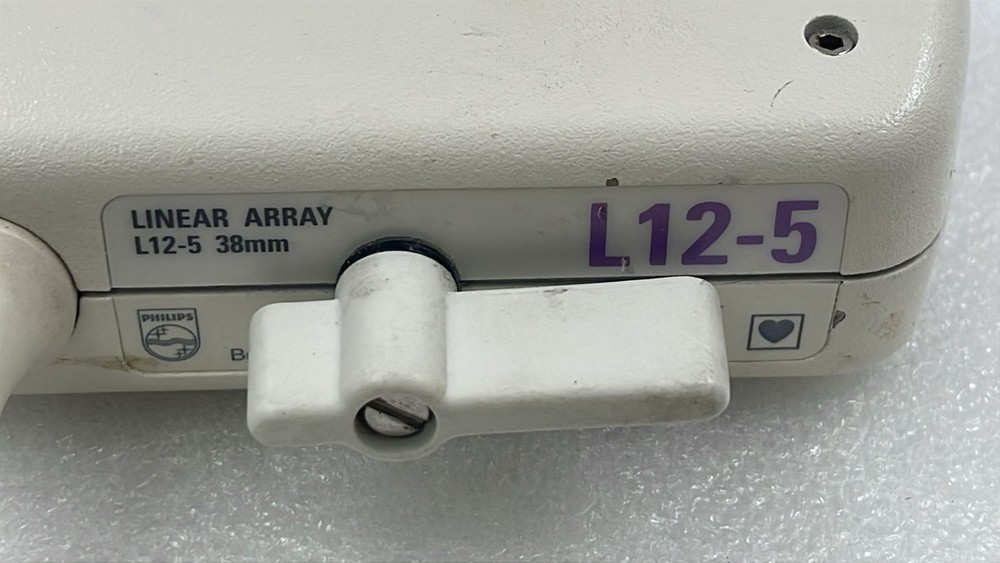 LINEAR ARRAY
L12-5 38mm
L12-5
PHILIPS